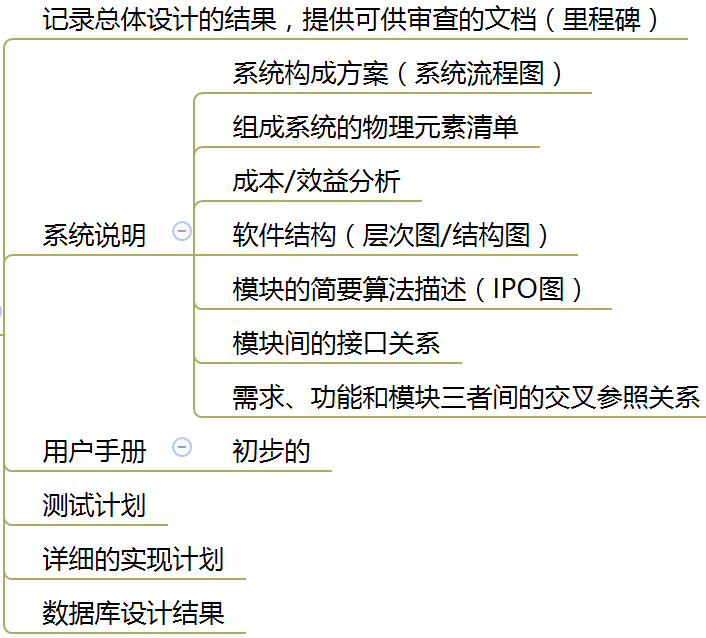 记录总体设计的结果，提供可供审查的文档（里程碑）
系统构成方案（系统流程图）
组成系统的物理元素清单
成本/效益分析
系统说明
软件结构（层次图/结构图）
模块的简要算法描述（IPO图）
模块间的接口关系
需求、功能和模块三者间的交叉参照关系
用户手册
初步的
测试计划
详细的实现计划
数据库设计结果